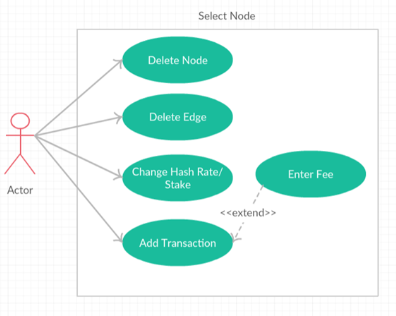 Select Node
Delete Node
Delete Edge
Change Hash Rate/
Stake
Enter Fee
Actor
<<extend>>
Add Transaction